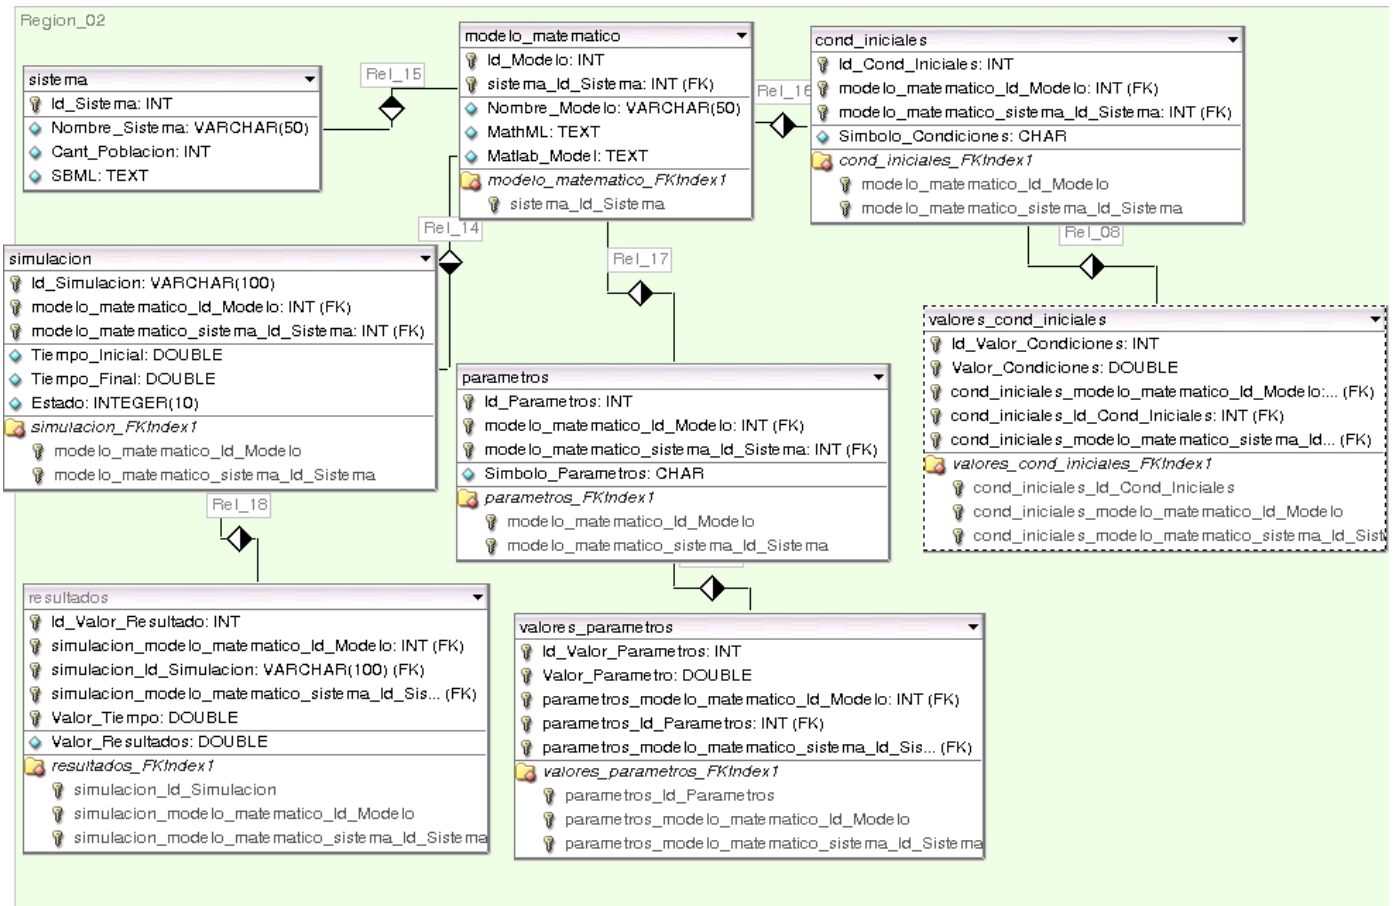 Region_02
sistema
Id_Sistema: INT
Nombre_Sistema: VARCHAR(50)
Cant_Poblacion: INT
SBML: TEXT
Rel_15
modelo_matematico
Id_Modelo: INT
sistema_Id_Sistema: INT (FK)
Nombre_Modelo: VARCHAR(50)
MathML: TEXT
Matlab_Model: TEXT
modelo_matematico_FKIndex1
sistema_Id_Sistema
Rel_16
cond_iniciales
Id_Cond_Iniciales: INT
modelo_matematico_Id_Modelo: INT (FK)
modelo_matematico_sistema_Id_Sistema: INT (FK)
Simbolo_Condiciones: CHAR
cond_iniciales_FKIndex1
modelo_matematico_Id_Modelo
modelo_matematico_sistema_Id_Sistema
Rel_14
Rel_17
Rel_08
simulacion
Id_Simulacion: VARCHAR(100)
modelo_matematico_Id_Modelo: INT (FK)
modelo_matematico_sistema_Id_Sistema: INT (FK)
Tiempo_Inicial: DOUBLE
Tiempo_Final: DOUBLE
Estado: INTEGER(10)
simulacion_FKIndex1
modelo_matematico_Id_Modelo
modelo_matematico_sistema_Id_Sistema
Rel_18
parametros
Id_Parametros: INT
modelo_matematico_Id_Modelo: INT (FK)
modelo_matematico_sistema_Id_Sistema: INT (FK)
Simbolo_Parametros: CHAR
parametros_FKIndex1
modelo_matematico_Id_Modelo
modelo_matematico_sistema_Id_Sistema
valores_cond_iniciales
Id_Valor_Condiciones: INT
Valor_Condiciones: DOUBLE
cond_iniciales_modelo_matematico_Id_Modelo:... (FK)
cond_iniciales_Id_Cond_Iniciales: INT (FK)
cond_iniciales_modelo_matematico_sistema_Id... (FK)
valores_cond_iniciales_FKIndex1
cond_iniciales_Id_Cond_Iniciales
cond_iniciales_modelo_matematico_Id_Modelo
cond_iniciales_modelo_matematico_sistema_Id_Sist
resultados
Id_Valor_Resultado: INT
simulacion_modelo_matematico_Id_Modelo: INT (FK)
simulacion_Id_Simulacion: VARCHAR(100) (FK)
simulacion_modelo_matematico_sistema_Id_Sis... (FK)
Valor_Tiempo: DOUBLE
Valor_Resultados: DOUBLE
resultados_FKIndex1
simulacion_Id_Simulacion
simulacion_modelo_matematico_Id_Modelo
simulacion_modelo_matematico_sistema_Id_Sistema
valores_parametros
Id_Valor_Parametros: INT
Valor_Parametro: DOUBLE
parametros_modelo_matematico_Id_Modelo: INT (FK)
parametros_Id_Parametros: INT (FK)
parametros_modelo_matematico_sistema_Id_Sis... (FK)
valores_parametros_FKIndex1
parametros_Id_Parametros
parametros_modelo_matematico_Id_Modelo
parametros_modelo_matematico_sistema_Id_Sistema